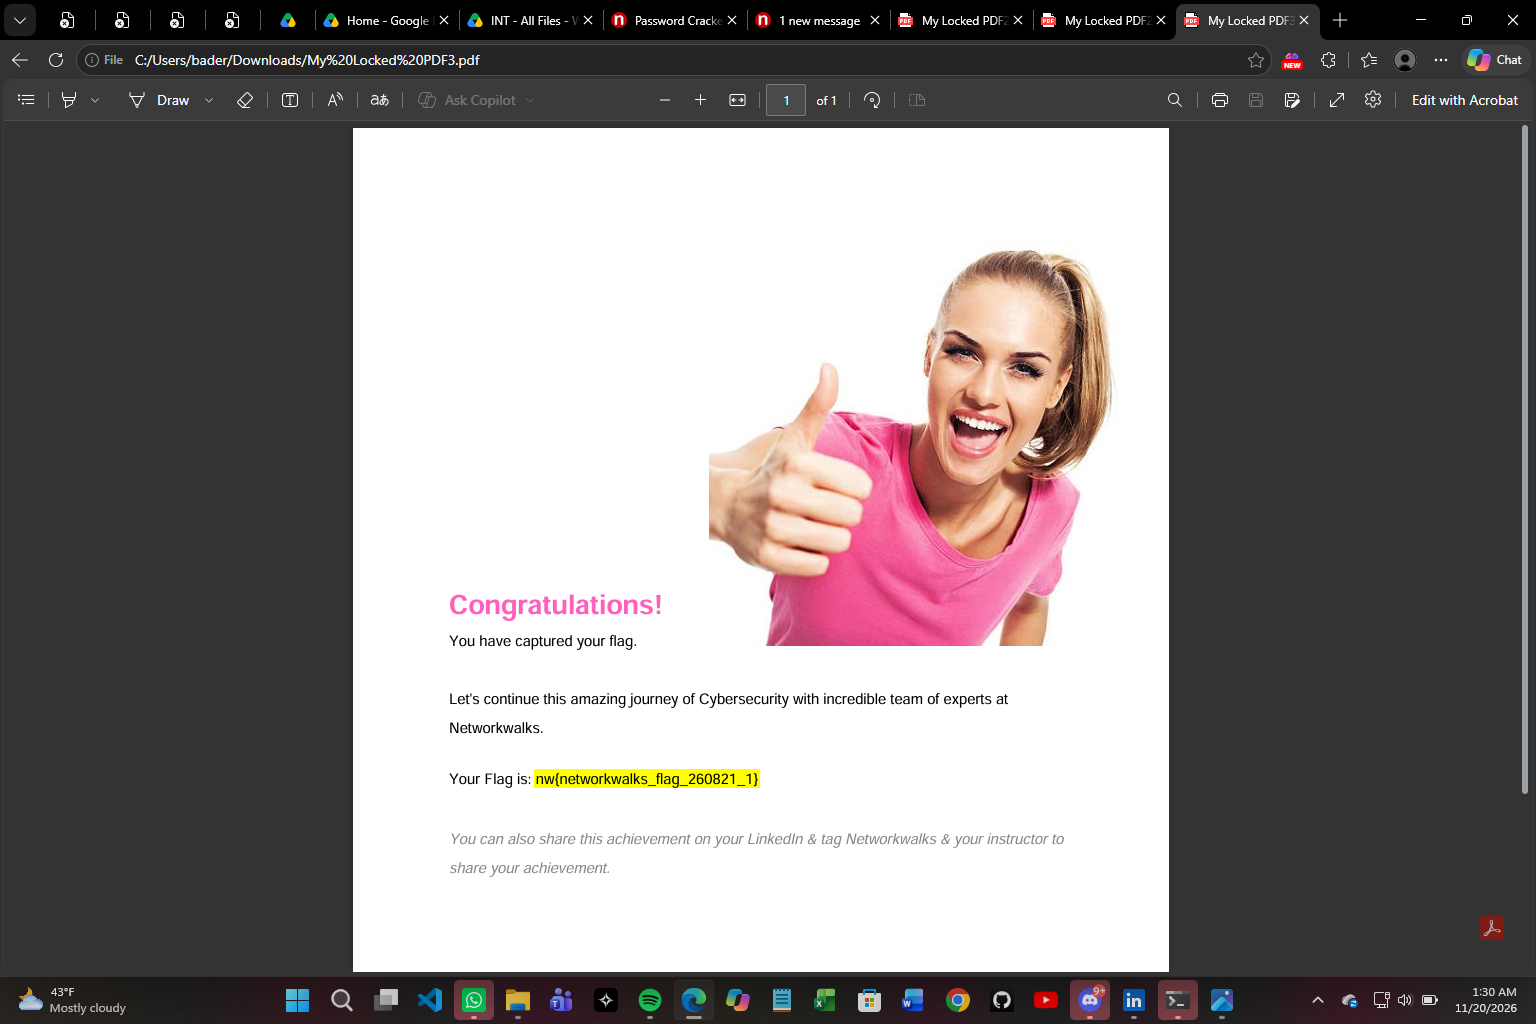 Home - Google
INT - All Files - W
Password Cracke
1 new message
My Locked PDF2
My Locked PDF2
My Locked PDF3
File C:/Users/bader/Downloads/My%20Locked%20PDF3.pdf
NEW
Chat
Draw
aあ
Ask Copilot
1 of 1
Edit with Acrobat
Congratulations!
You have captured your flag.
Let's continue this amazing journey of Cybersecurity with incredible team of experts at
Networkwalks.
Your Flag is: nw{networkwalks_flag_260821_1}
You can also share this achievement on your LinkedIn & tag Networkwalks & your instructor to
share your achievement.
43°F
Mostly cloudy
9+
1:30 AM
11/20/2026